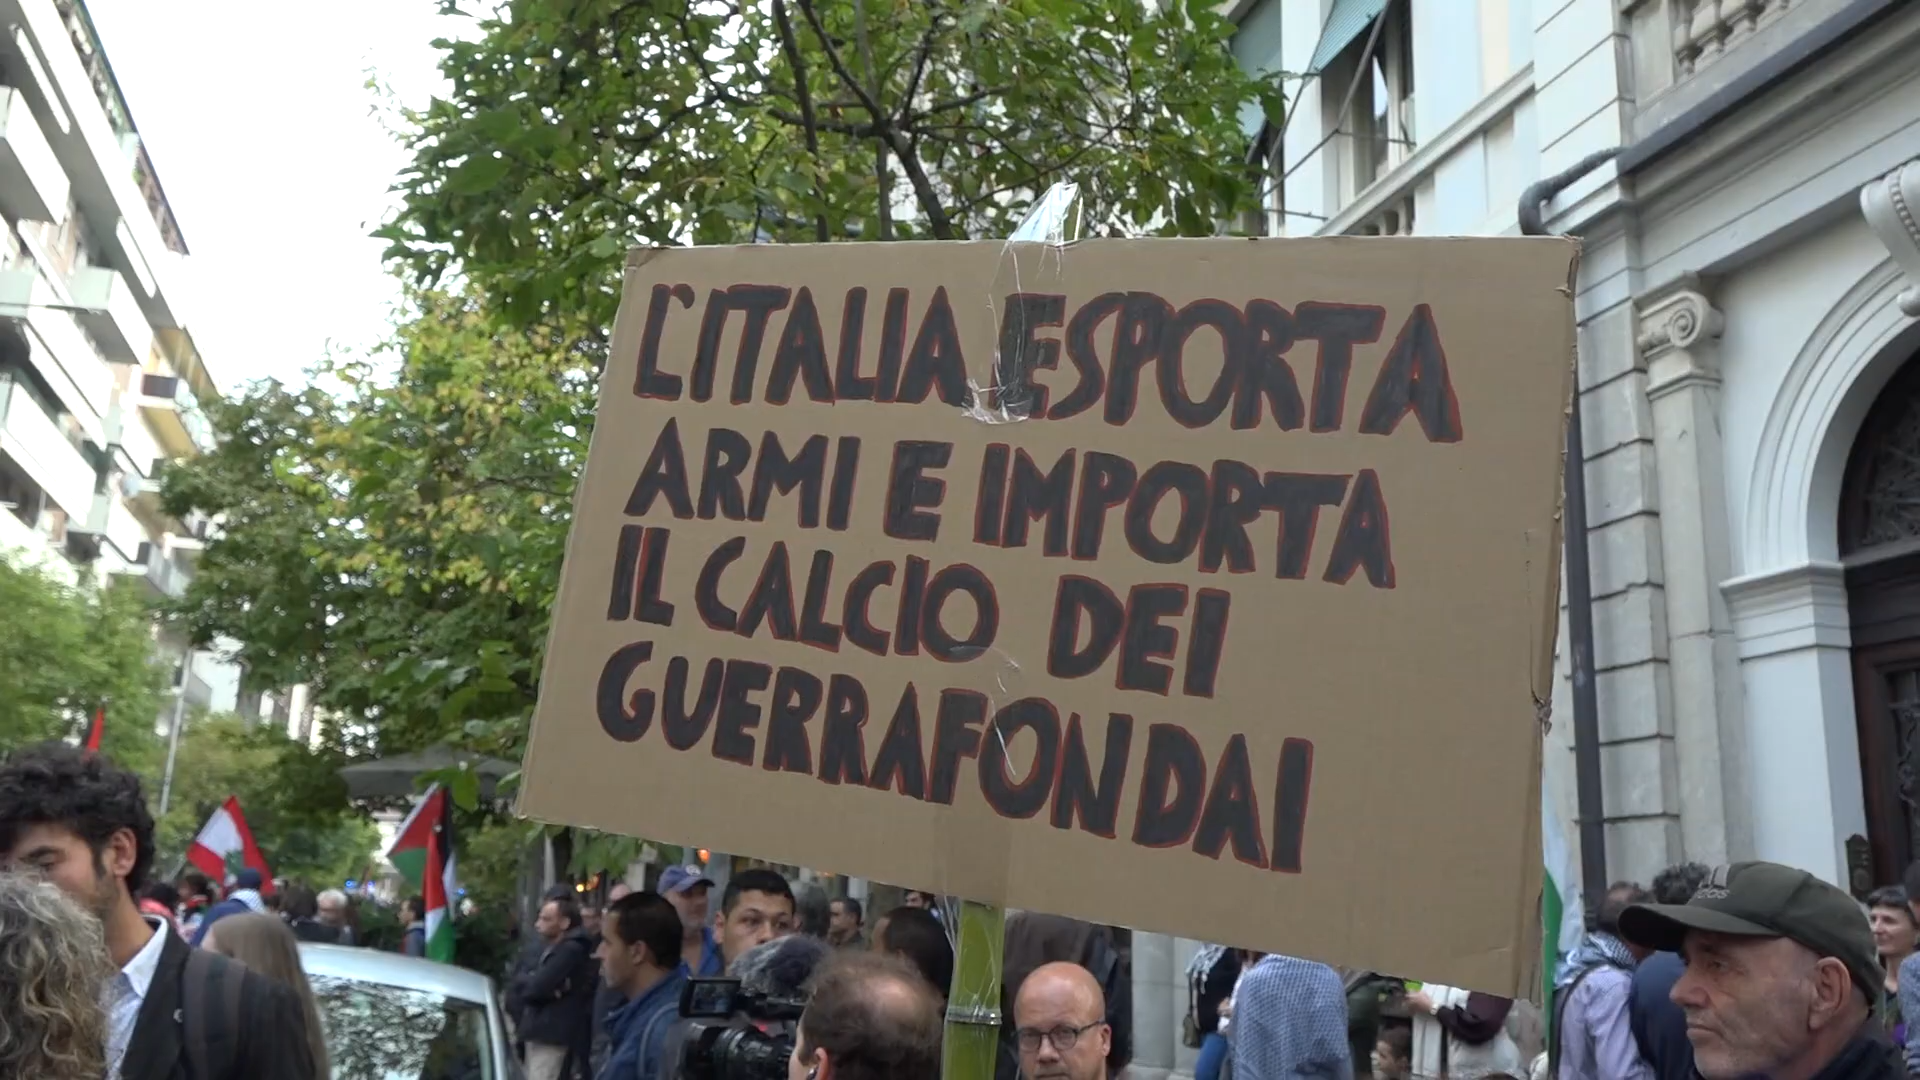 L'ITALIA ESPORTA
ARMI E IMPORTA
IL CALCIO DEI
GUERRAFONDAI